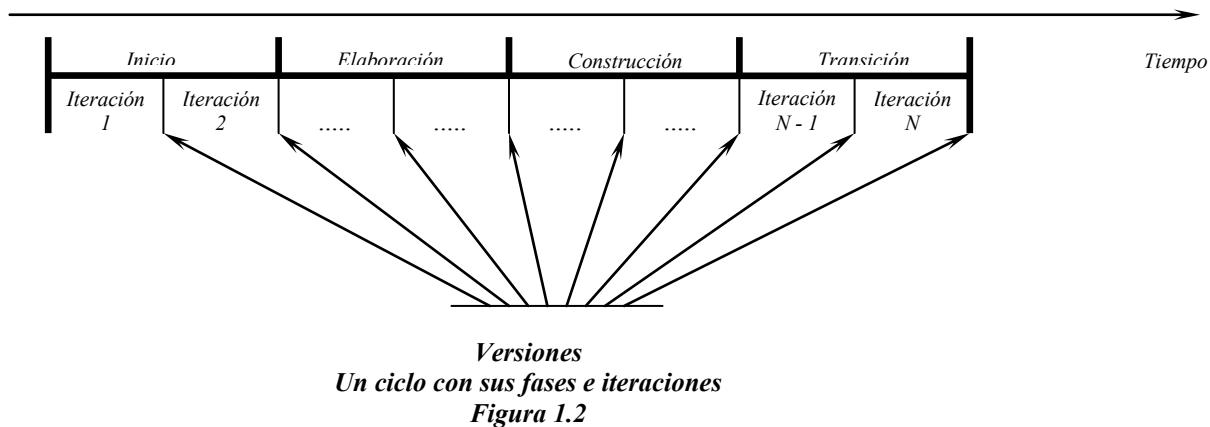 Inicio Elaboración Construcción Transición Tiempo
Iteración Iteración Iteración Iteración
1 2 ..... ..... ..... ..... N - 1 N
Versiones
Un ciclo con sus fases e iteraciones
Figura 1.2